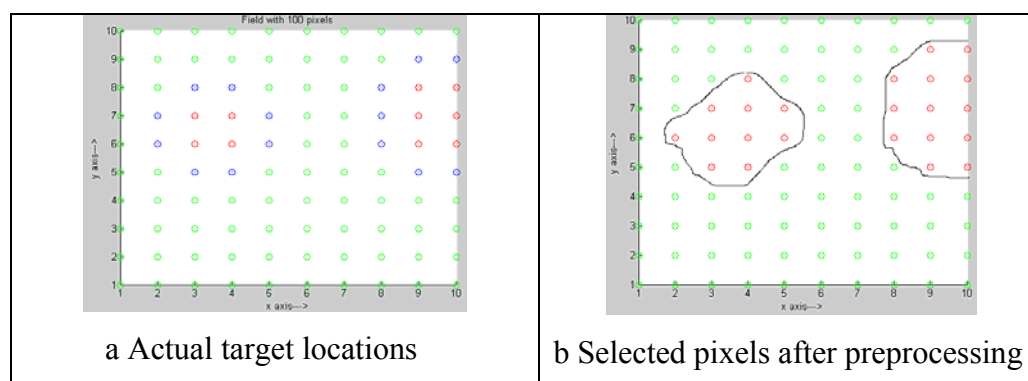 Field with 100 pixels
10
9
8
7
6
5
4
3
2
1
y axis--->
1 2 3 4 5 6 7 8 9 10
x axis--->
a Actual target locations
10
9
8
7
6
5
4
3
2
1
y axis--->
1 2 3 4 5 6 7 8 9 10
x axis--->
b Selected pixels after preprocessing